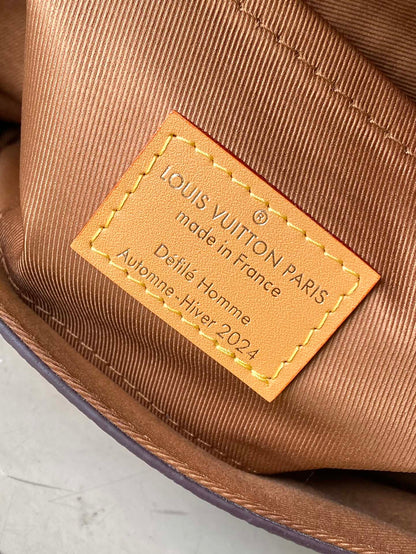 LOUIS VUITTON PARIS
®
made in France
Défilé Homme
Automne-Hiver 2024